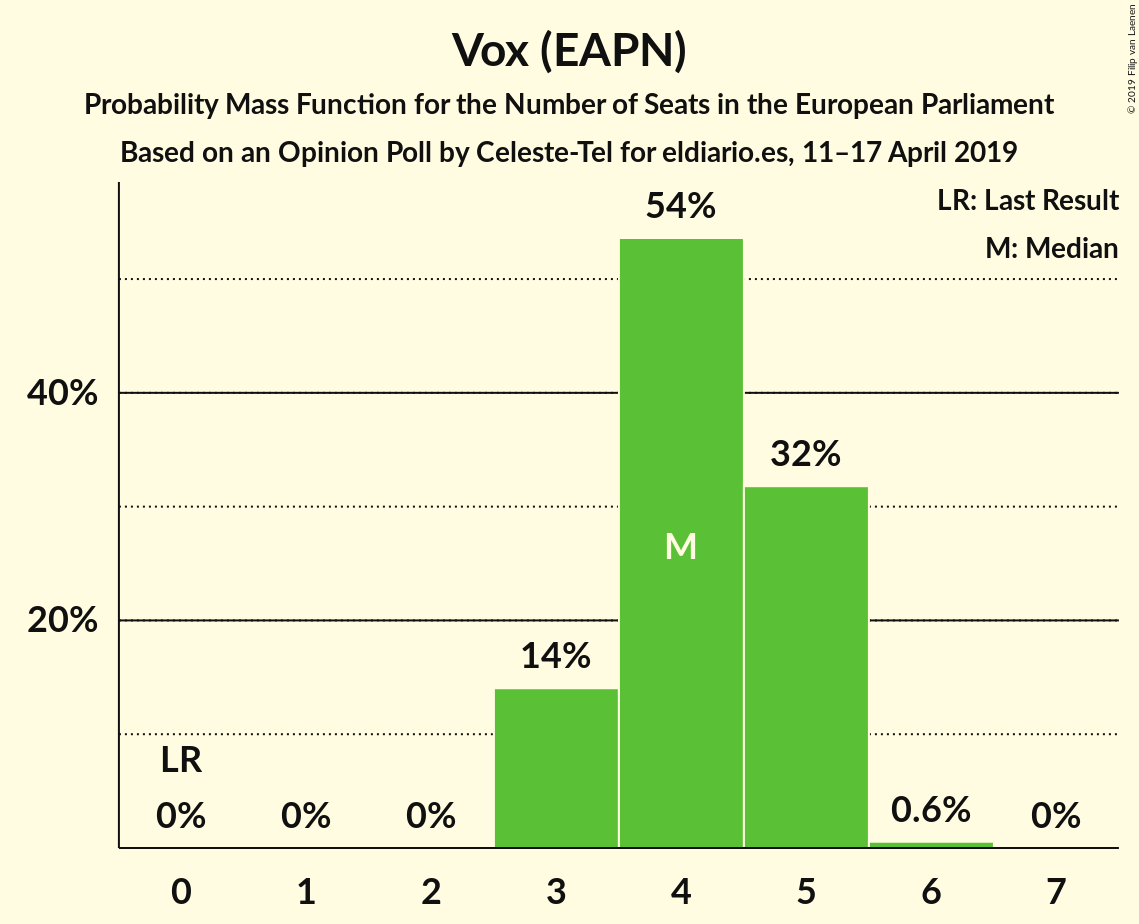 Vox (EAPN)
Probability Mass Function for the Number of Seats in the European Parliament
Based on an Opinion Poll by Celeste-Tel for eldiario.es, 11–17 April 2019
© 2019 Filip van Laenen
LR: Last Result
M: Median
54%
40%
32%
M
20%
14%
LR
0% 0% 0% 0.6% 0%
0 1 2 3 4 5 6 7